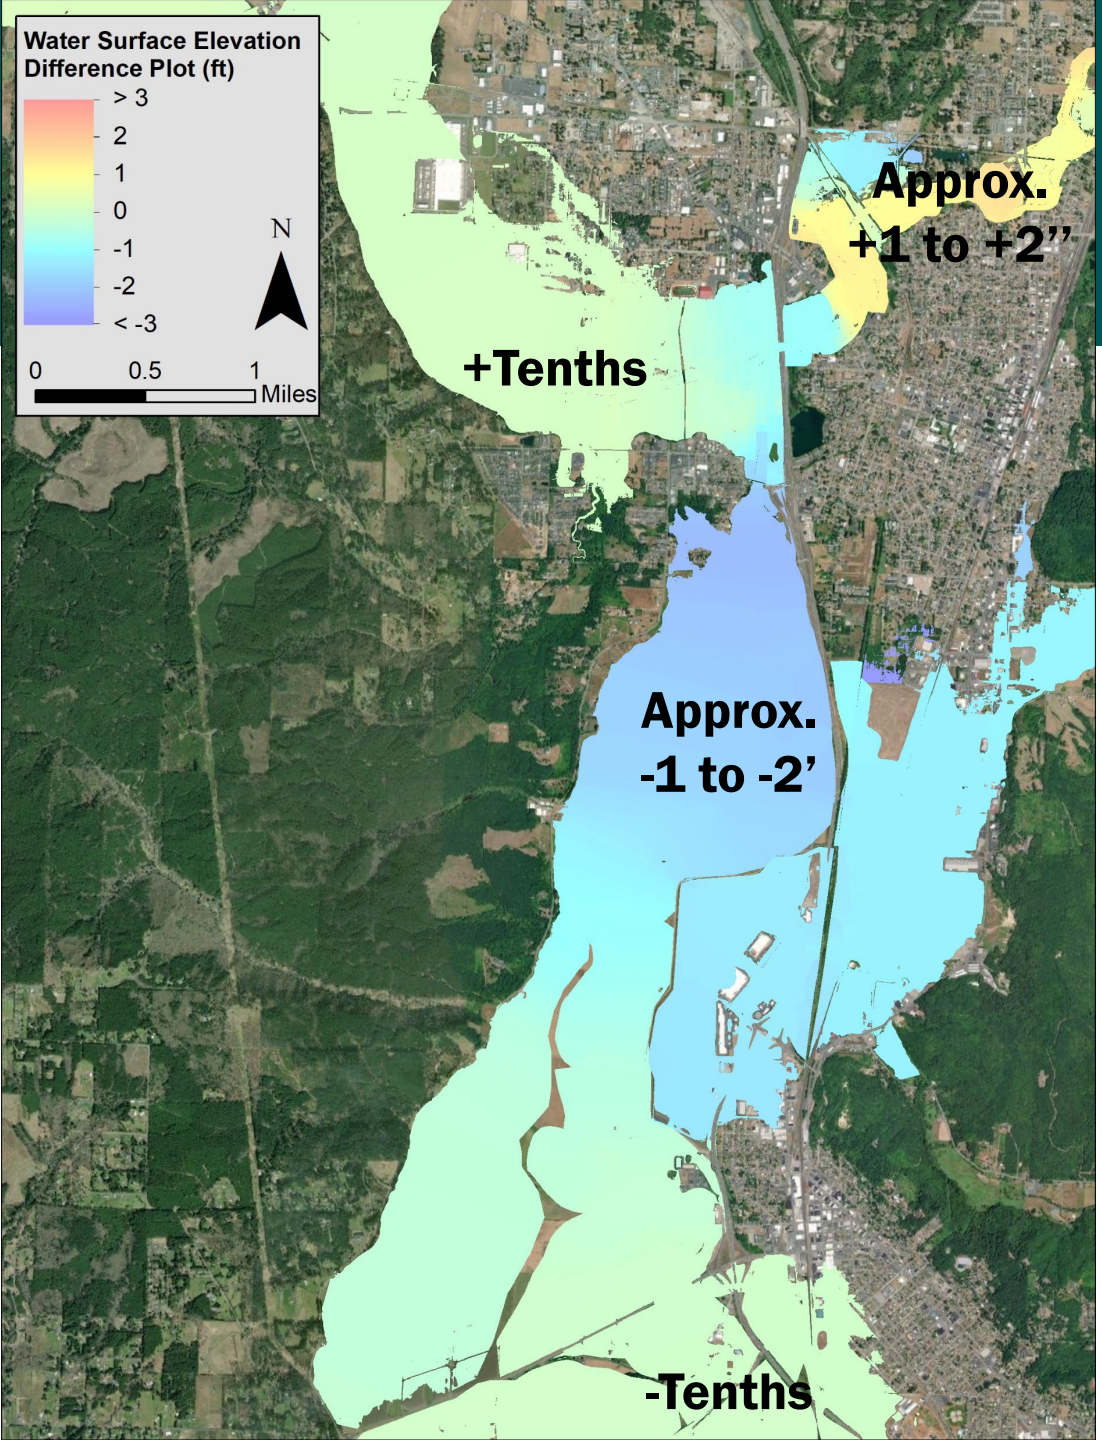 Water Surface Elevation
Difference Plot (ft)
> 3
2
1
0
-1
-2
< -3
N
0 0.5 1
Miles
Approx.
+1 to +2”
+Tenths
Approx.
-1 to -2’
-Tenths